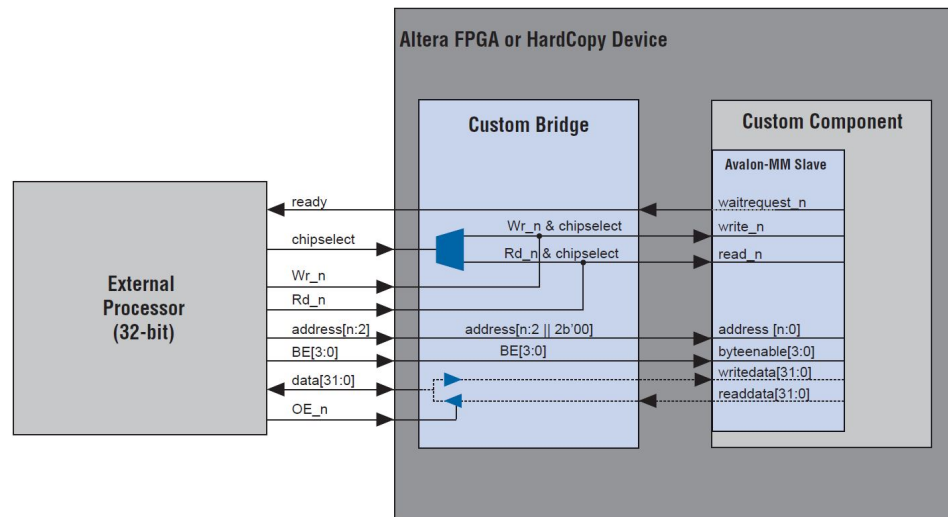 Altera FPGA or HardCopy Device
Custom Bridge
Custom Component
Avalon-MM Slave
External
Processor
(32-bit)
ready
waitrequest_n
chipselect
Wr_n & chipselect
write_n
Rd_n & chipselect
read_n
Wr_n
Rd_n
address[n:2]
address[n:2 || 2b'00]
address [n:0]
BE[3:0]
BE[3:0]
byteenable[3:0]
data[31:0]
writedata[31:0]
readdata[31:0]
OE_n